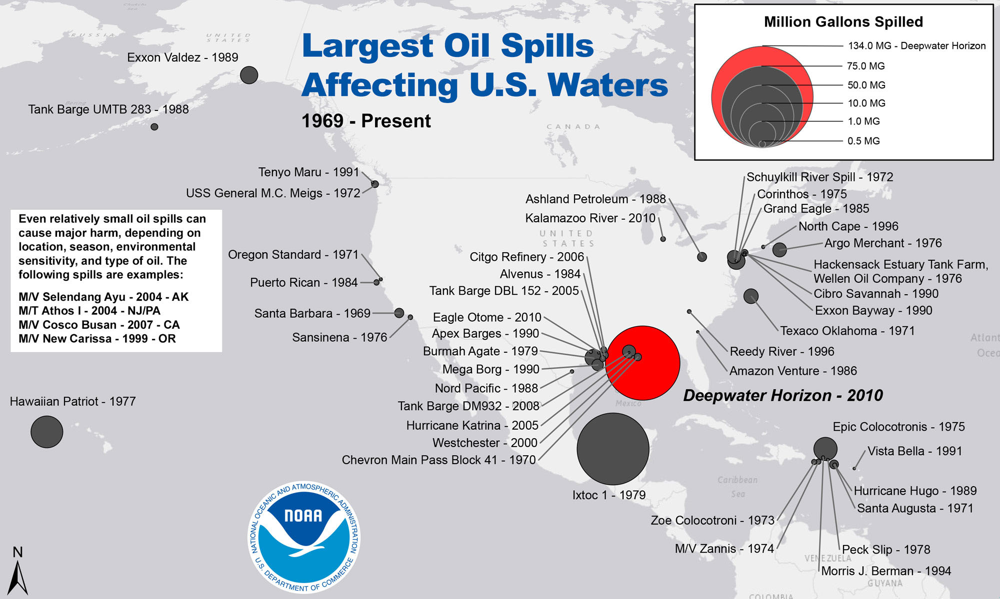 Largest Oil Spills
Affecting U.S. Waters
1969 - Present
Million Gallons Spilled
134.0 MG - Deepwater Horizon
75.0 MG
50.0 MG
10.0 MG
1.0 MG
0.5 MG
RUSSIA
UNITED
STATES
Exxon Valdez - 1989
Bering
Tank Barge UMTB 283 - 1988
CANADA
Tenyo Maru - 1991
USS General M.C. Meigs - 1972
Even relatively small oil spills can
cause major harm, depending on
location, season, environmental
sensitivity, and type of oil. The
following spills are examples:
M/V Selendang Ayu - 2004 - AK
M/T Athos I - 2004 - NJ/PA
M/V Cosco Busan - 2007 - CA
M/V New Carissa - 1999 - OR
Oregon Standard - 1971
Puerto Rican - 1984
Santa Barbara - 1969
Sansinena - 1976
Ashland Petroleum - 1988
Kalamazoo River - 2010
UNITED
STATES
Citgo Refinery - 2006
Alvenus - 1984
Tank Barge DBL 152 - 2005
Eagle Otome - 2010
Apex Barges - 1990
Burmah Agate - 1979
Mega Borg - 1990
Nord Pacific - 1988
Tank Barge DM932 - 2008
Hurricane Katrina - 2005
Westchester - 2000
Chevron Main Pass Block 41 - 1970
Schuylkill River Spill - 1972
Corinthos - 1975
Grand Eagle - 1985
North Cape - 1996
Argo Merchant - 1976
Hackensack Estuary Tank Farm,
Wellen Oil Company - 1976
Cibro Savannah - 1990
Exxon Bayway - 1990
Texaco Oklahoma - 1971
Reedy River - 1996
Amazon Venture - 1986
Atlant
Ocea
Deepwater Horizon - 2010
Mexico
Hawaiian Patriot - 1977
Ixtoc 1 - 1979
Epic Colocotronis - 1975
Vista Bella - 1991
Caribbean
Sea
Hurricane Hugo - 1989
Santa Augusta - 1971
Zoe Colocotroni - 1973
M/V Zannis - 1974
Peck Slip - 1978
Morris J. Berman - 1994
VENEZUELA
GUYANA
COLOMBIA
NATIONAL OCEANIC AND ATMOSPHERIC ADMINISTRATION
NOAA
U.S. DEPARTMENT OF COMMERCE
N